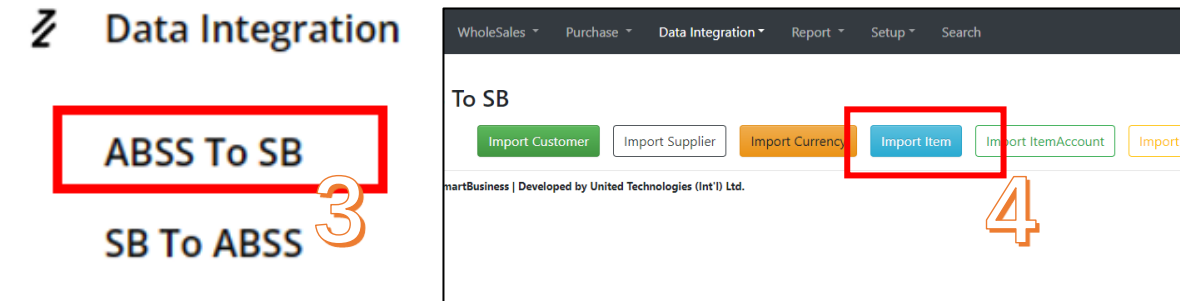 Data Integration
ABSS To SB
3
SB To ABSS
WholeSales Purchase Data Integration Report Setup Search
To SB
Import Customer Import Supplier Import Currency Import Item Import ItemAccount Import
martBusiness | Developed by United Technologies (Int'l) Ltd.
4